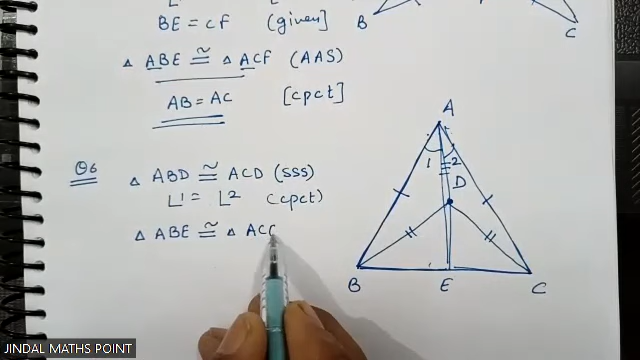 BE = CF (given]
B
C
△ ABE ≅ △ ACF (AAS)
AB = AC [cpct]
Q6
△ ABD ≅ ACD (SSS)
∠1 = ∠2 (cpct)
△ ABE ≅ △ AC
A
1 2
D
B E C
JINDAL MATHS POINT